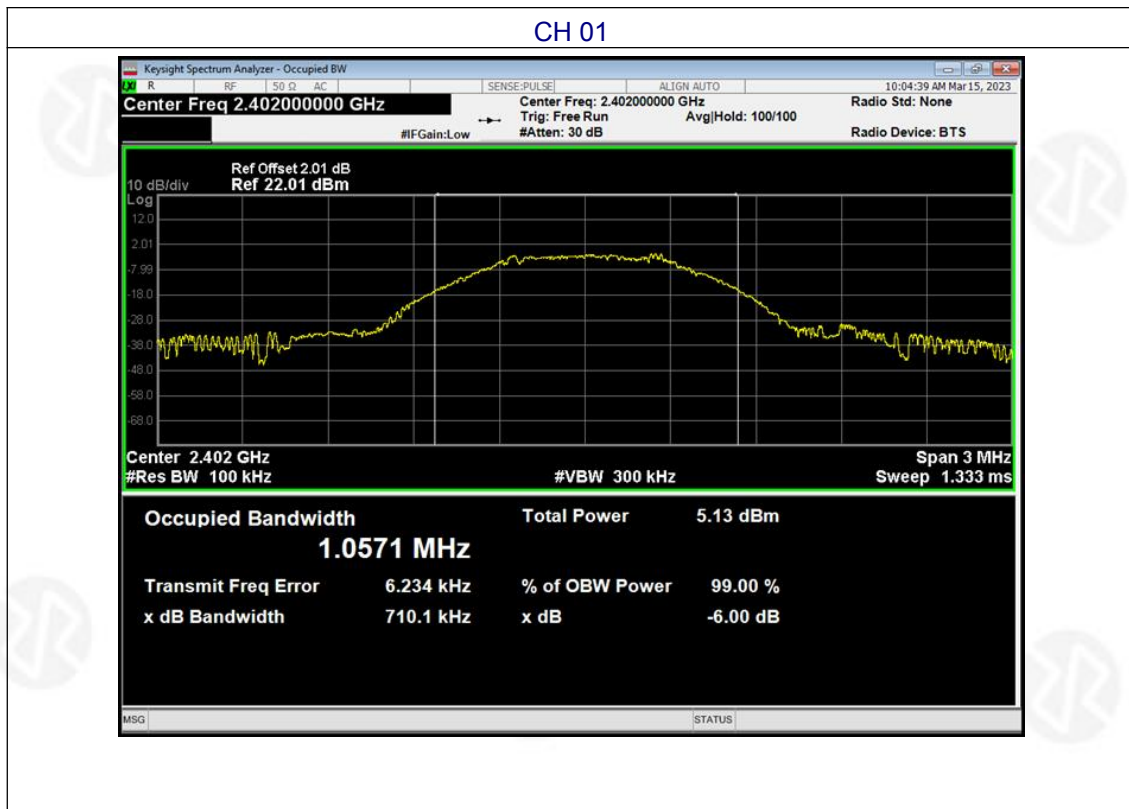 CH 01
Keysight Spectrum Analyzer - Occupied BW
LXI R RF 50 Ω AC SENSE:PULSE ALIGN AUTO 10:04:39 AM Mar 15, 2023
Center Freq 2.402000000 GHz Center Freq: 2.402000000 GHz Radio Std: None
Trig: Free Run Avg|Hold: 100/100
#IFGain:Low #Atten: 30 dB Radio Device: BTS
Ref Offset 2.01 dB
10 dB/div Ref 22.01 dBm
Log
12.0
2.01
-7.99
-18.0
-28.0
-38.0
-48.0
-58.0
-68.0
Center 2.402 GHz Span 3 MHz
#Res BW 100 kHz #VBW 300 kHz Sweep 1.333 ms
Occupied Bandwidth Total Power 5.13 dBm
1.0571 MHz
Transmit Freq Error 6.234 kHz % of OBW Power 99.00 %
x dB Bandwidth 710.1 kHz x dB -6.00 dB
MSG STATUS